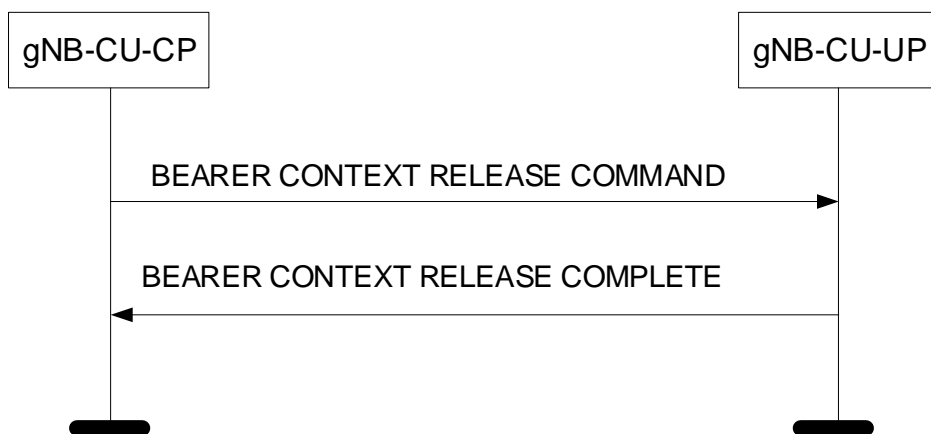 gNB-CU-CP
gNB-CU-UP
BEARER CONTEXT RELEASE COMMAND
BEARER CONTEXT RELEASE COMPLETE